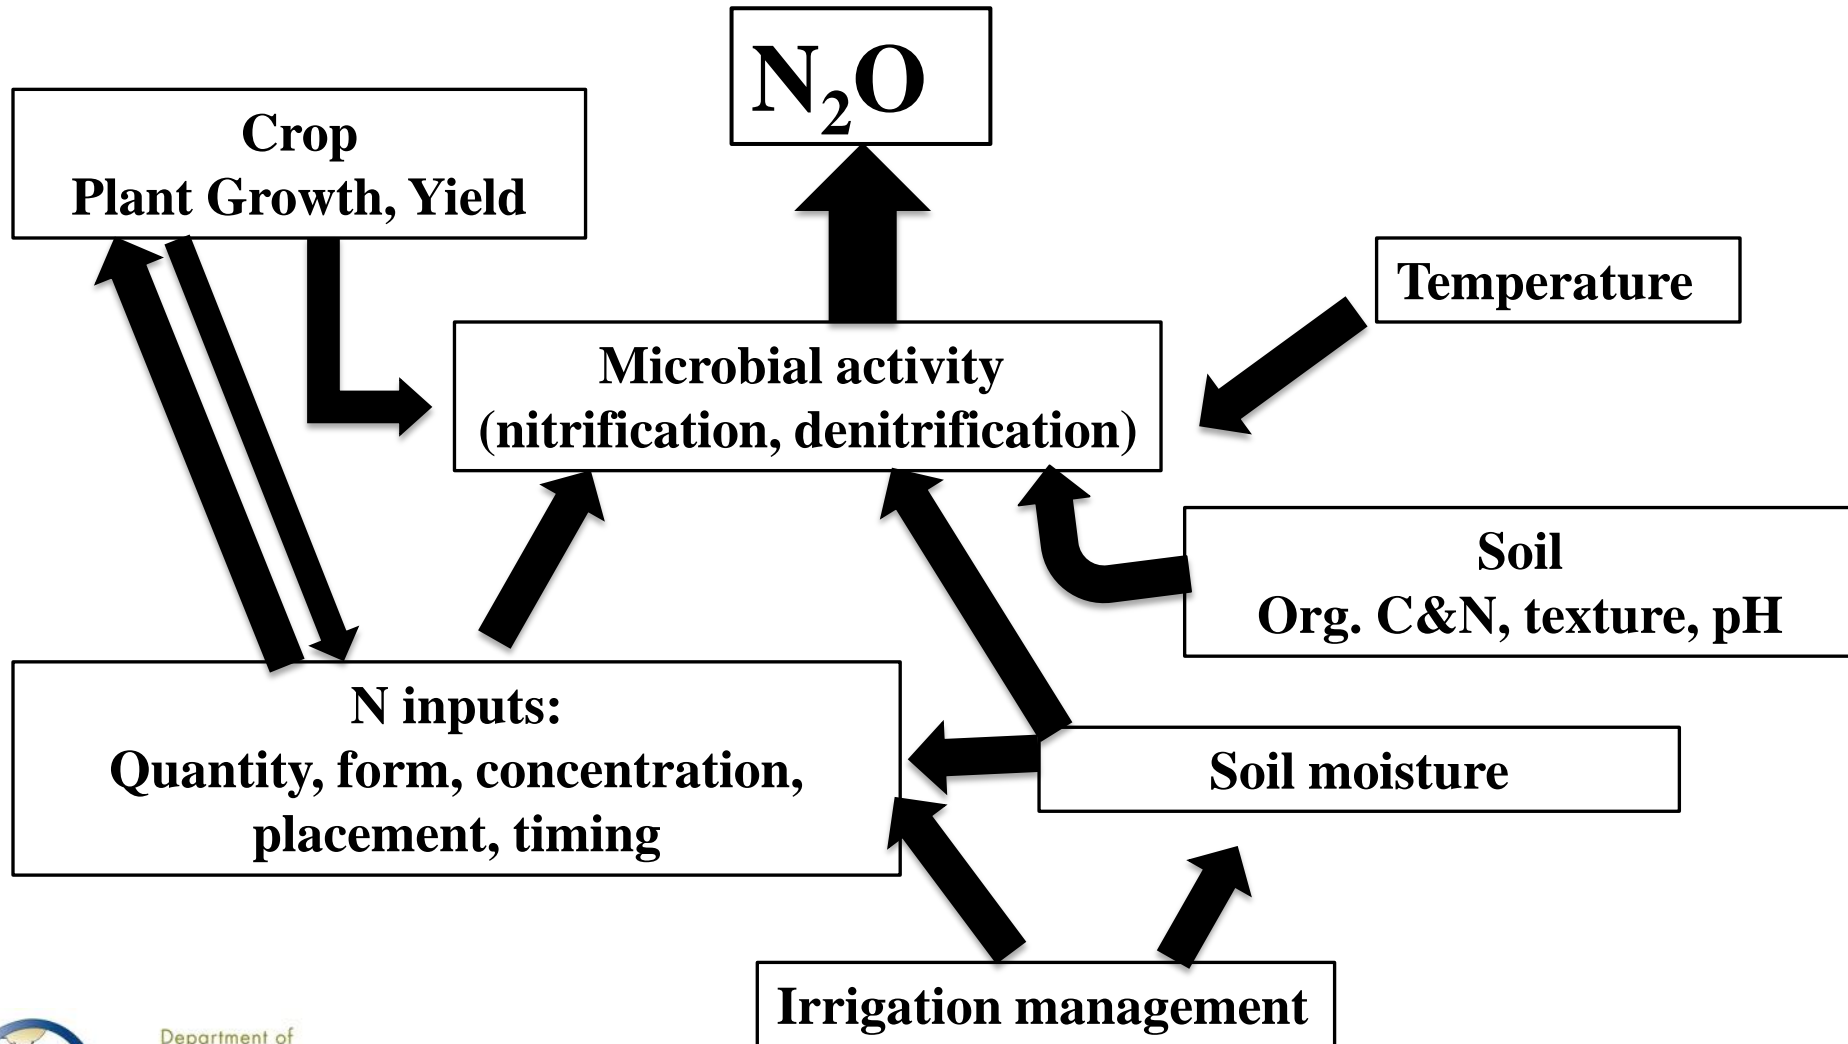 N₂O
Crop
Plant Growth, Yield
Temperature
Microbial activity
(nitrification, denitrification)
Soil
Org. C&N, texture, pH
N inputs:
Quantity, form, concentration,
placement, timing
Soil moisture
Irrigation management
Department of